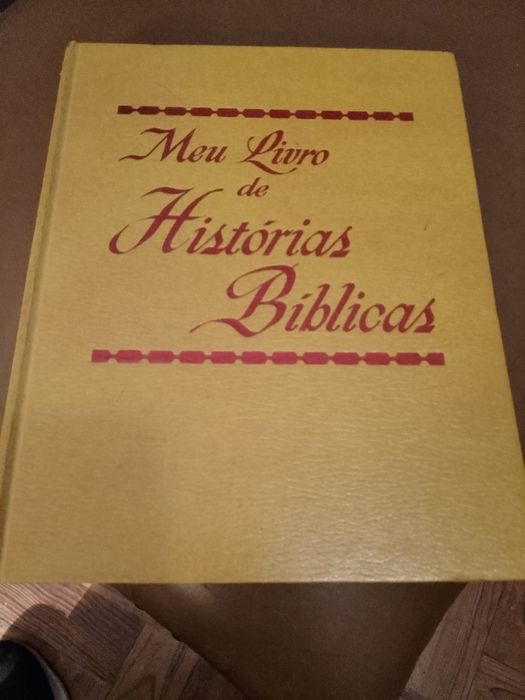 Meu Livro
de
Histórias
Bíblicas